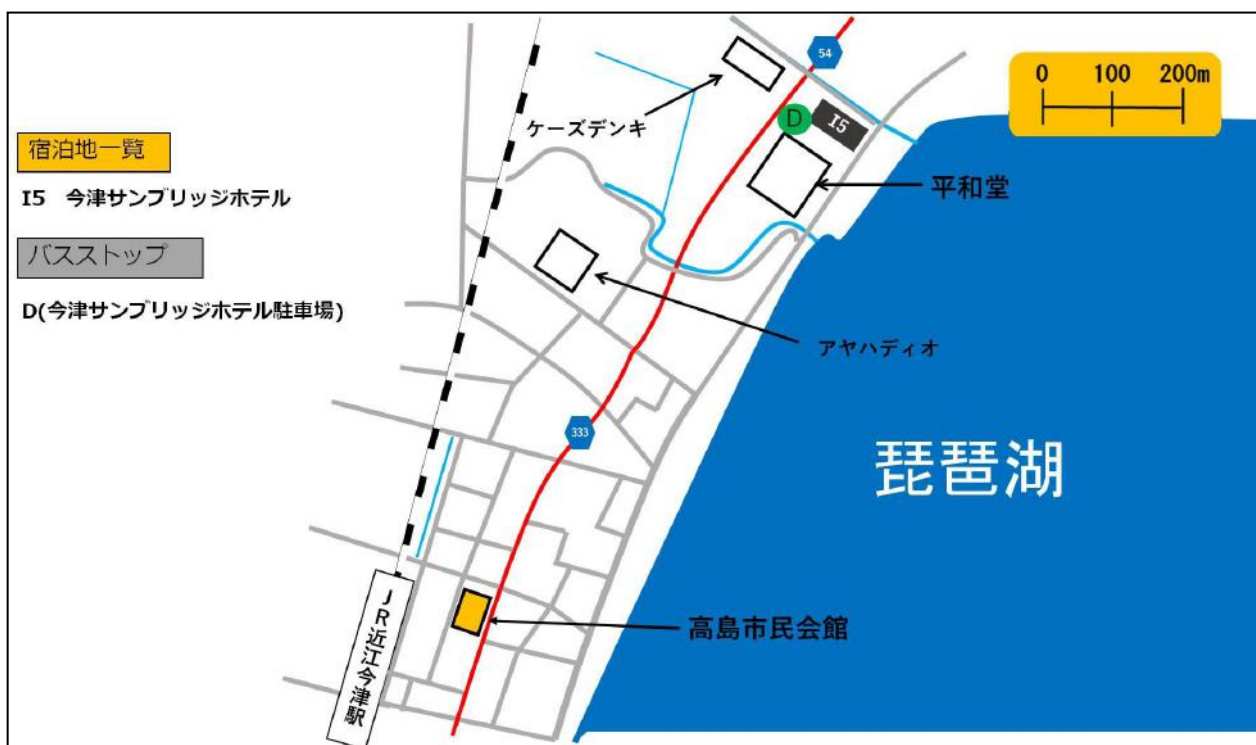 宿泊地一覧
I5 今津サンブリッジホテル
バスストップ
D(今津サンブリッジホテル駐車場)
54
0 100 200m
ケーズデンキ
D
I5
平和堂
アヤハディオ
333
琵琶湖
JR近江今津駅
高島市民会館